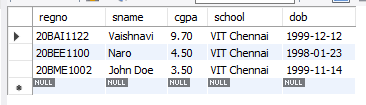 regno sname cgpa school dob
20BAI1122 Vaishnavi 9.70 VIT Chennai 1999-12-12
20BEE1100 Naro 4.50 VIT Chennai 1998-01-23
20BME1002 John Doe 3.50 VIT Chennai 1999-11-14
NULL NULL NULL NULL NULL